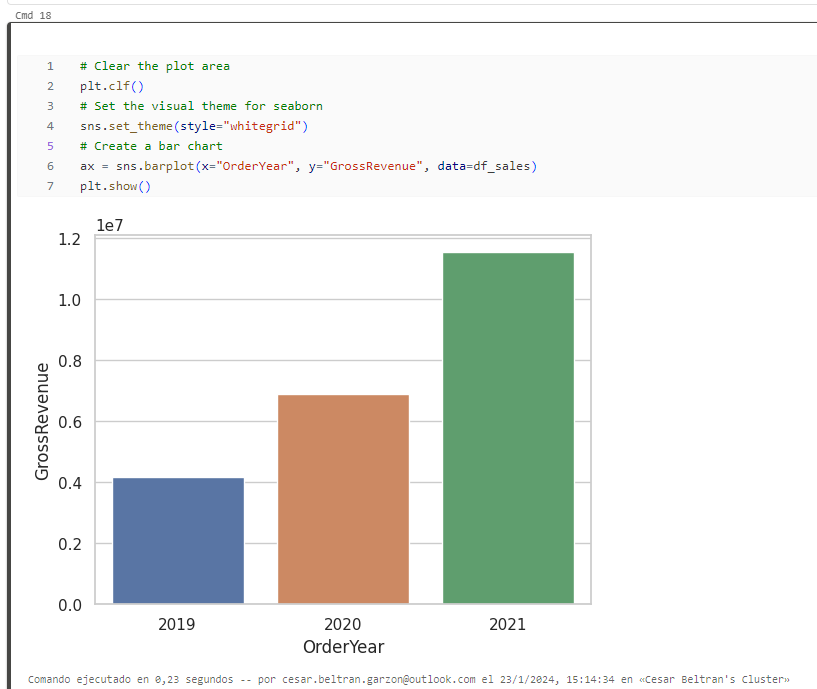 Cmd 18
1 # Clear the plot area
2 plt.clf()
3 # Set the visual theme for seaborn
4 sns.set_theme(style="whitegrid")
5 # Create a bar chart
6 ax = sns.barplot(x="OrderYear", y="GrossRevenue", data=df_sales)
7 plt.show()
1e7
1.2
1.0
0.8
0.6
0.4
0.2
0.0
GrossRevenue
2019 2020 2021
OrderYear
Comando ejecutado en 0,23 segundos -- por cesar.beltran.garzon@outlook.com el 23/1/2024, 15:14:34 en «Cesar Beltran's Cluster»